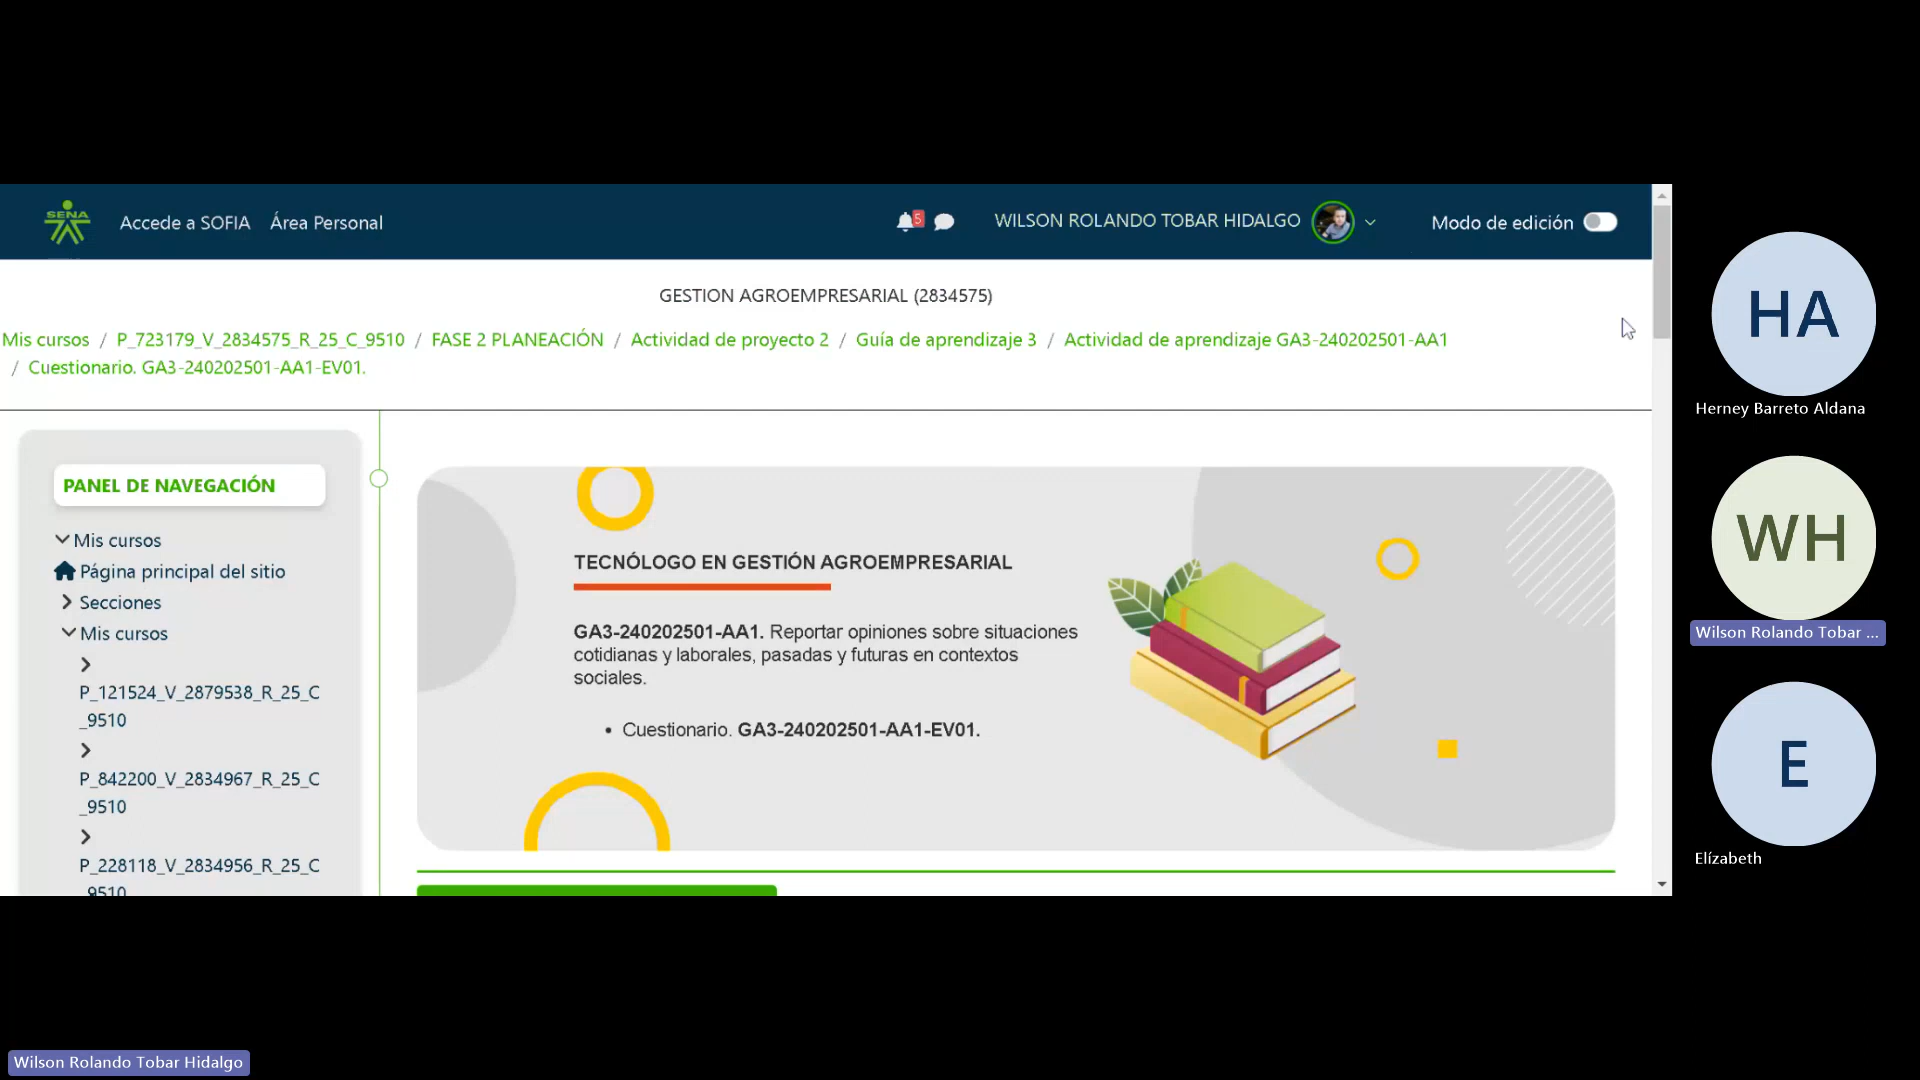 SENA
Accede a SOFIA
Área Personal
5
WILSON ROLANDO TOBAR HIDALGO
Modo de edición
GESTION AGROEMPRESARIAL (2834575)
Mis cursos / P_723179_V_2834575_R_25_C_9510 / FASE 2 PLANEACIÓN / Actividad de proyecto 2 / Guía de aprendizaje 3 / Actividad de aprendizaje GA3-240202501-AA1
/ Cuestionario. GA3-240202501-AA1-EV01.
PANEL DE NAVEGACIÓN
Mis cursos
Página principal del sitio
Secciones
Mis cursos
P_121524_V_2879538_R_25_C
_9510
P_842200_V_2834967_R_25_C
_9510
P_228118_V_2834956_R_25_C
_9510
TECNÓLOGO EN GESTIÓN AGROEMPRESARIAL
GA3-240202501-AA1. Reportar opiniones sobre situaciones
cotidianas y laborales, pasadas y futuras en contextos
sociales.
• Cuestionario. GA3-240202501-AA1-EV01.
HA
Herney Barreto Aldana
WH
Wilson Rolando Tobar ...
E
Elízabeth
Wilson Rolando Tobar Hidalgo